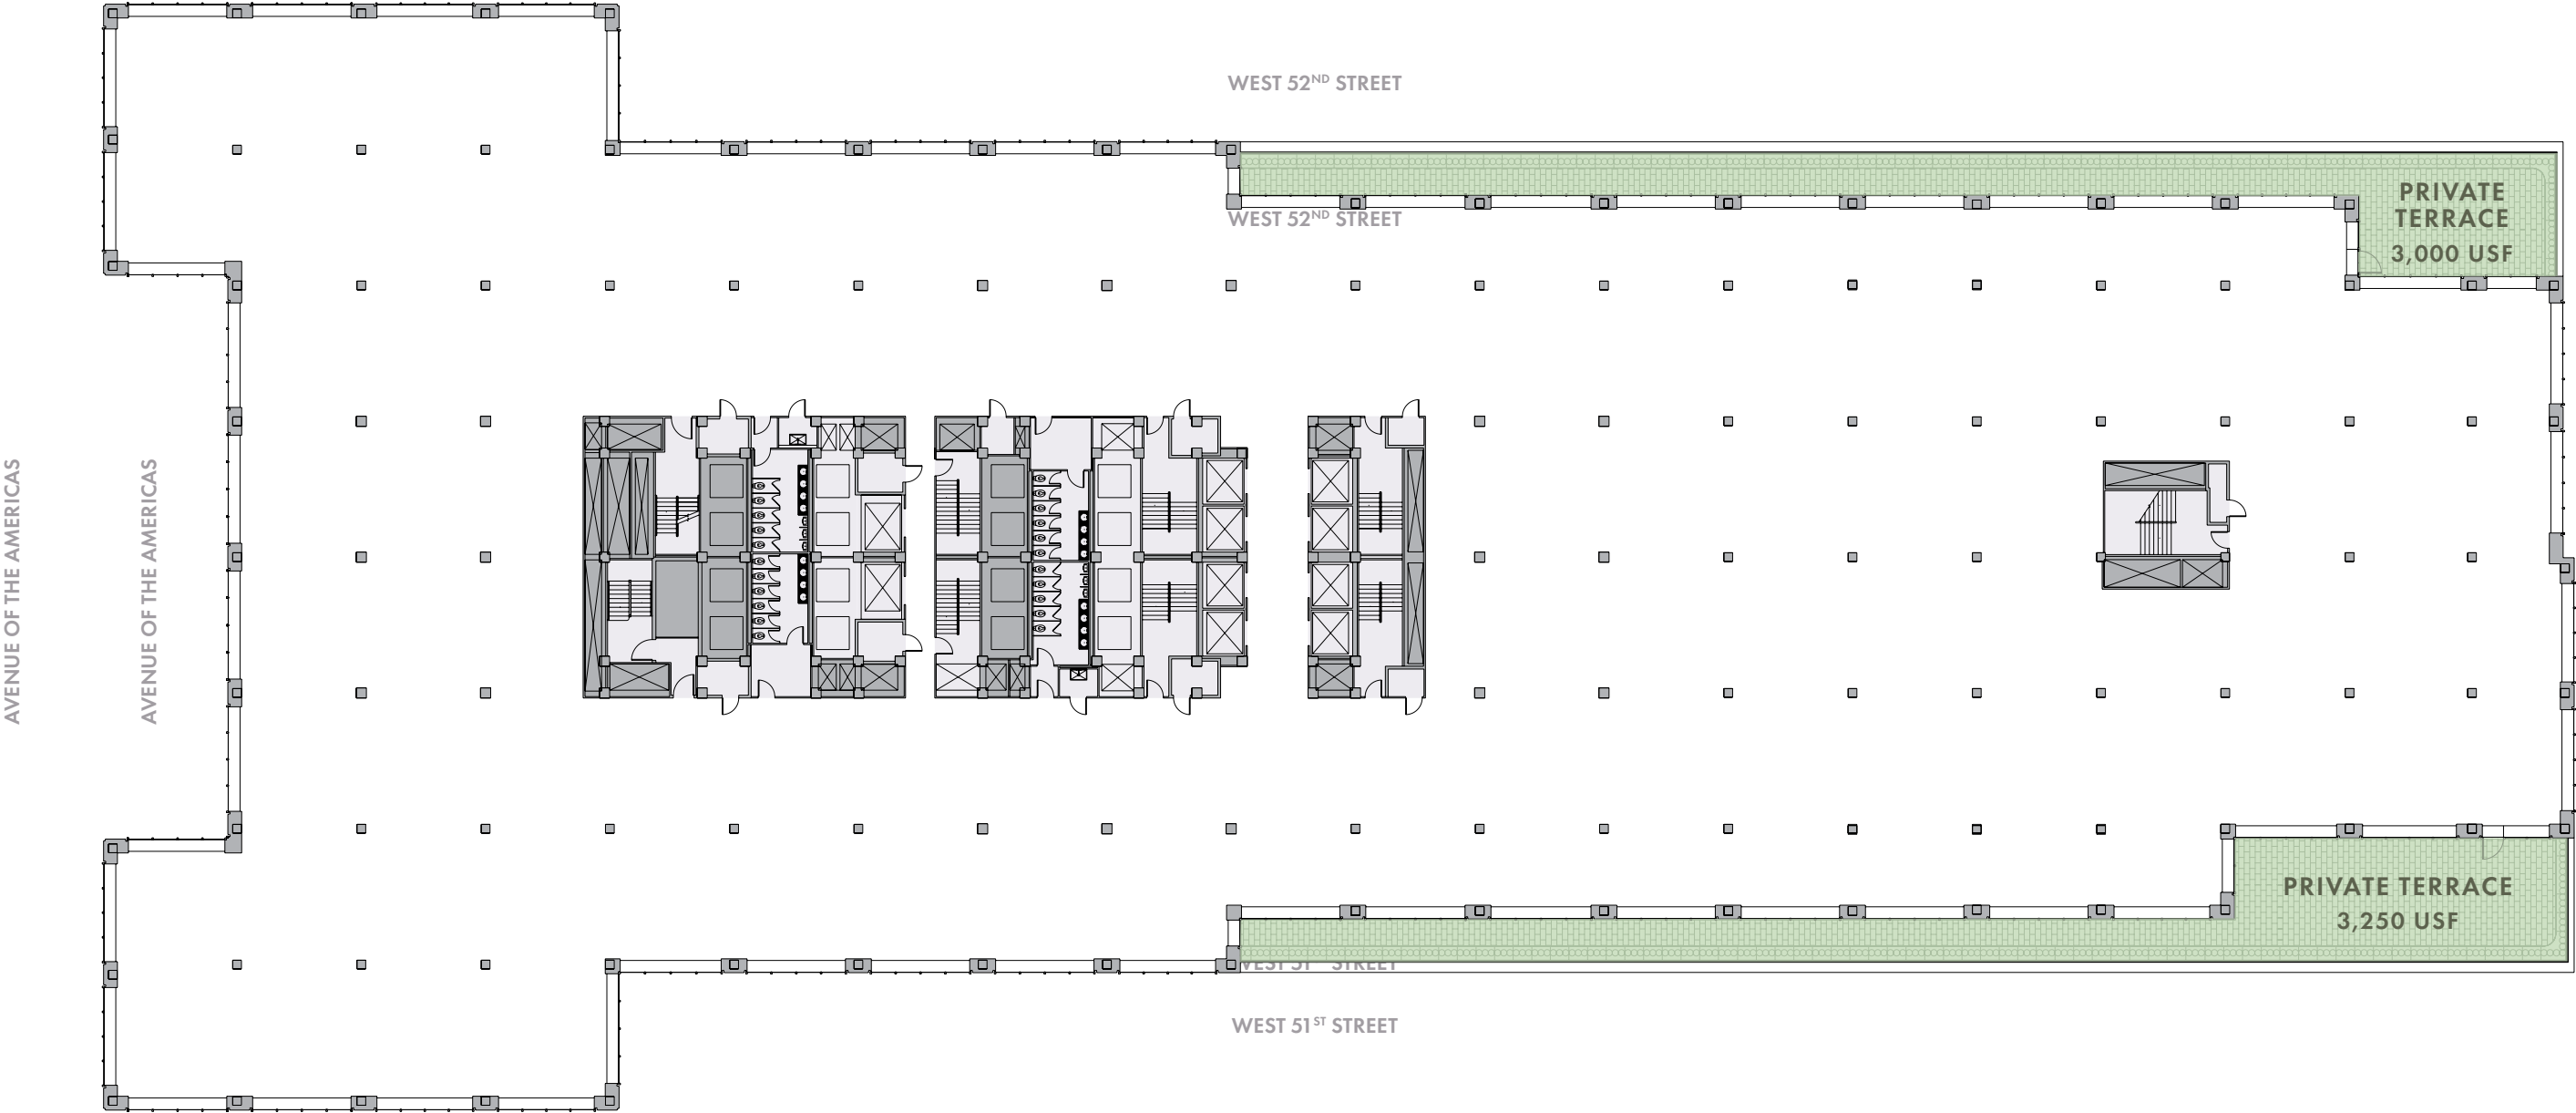 WEST 52ND STREET
PRIVATE
TERRACE
3,000 USF
WEST 52ND STREET
AVENUE OF THE AMERICAS
AVENUE OF THE AMERICAS
PRIVATE TERRACE
3,250 USF
STREET
WEST 51ST STREET